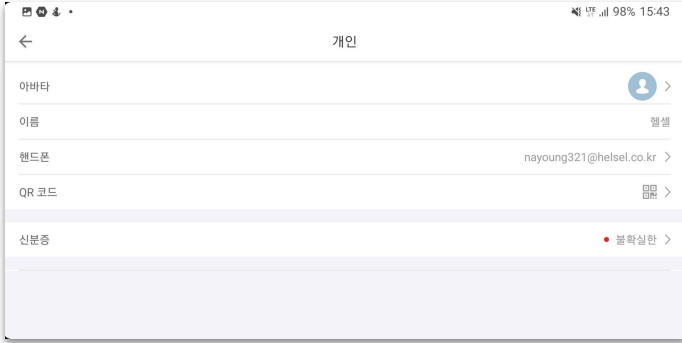 LTE 98% 15:43
개인
아바타
이름 헬셀
핸드폰 nayoung321@helsel.co.kr
QR 코드
신분증 불확실한